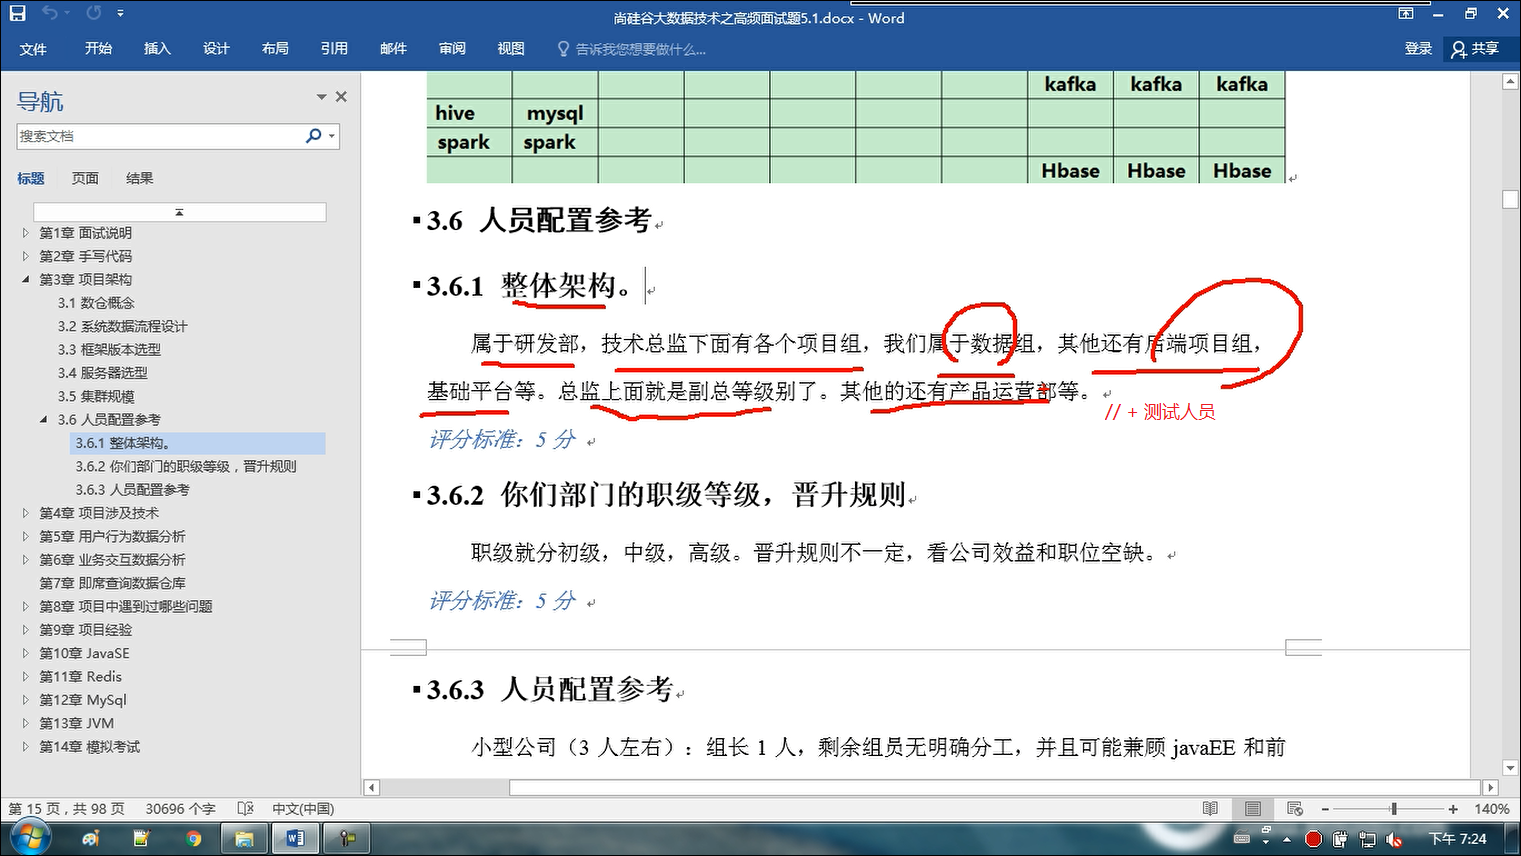 尚硅谷大数据技术之高频面试题5.1.docx - Word
文件 开始 插入 设计 布局 引用 邮件 审阅 视图 告诉我您想要做什么... 登录 共享
导航
搜索文档
标题 页面 结果
第1章 面试说明
第2章 手写代码
第3章 项目架构
3.1 数仓概念
3.2 系统数据流程设计
3.3 框架版本选型
3.4 服务器选型
3.5 集群规模
3.6 人员配置参考
3.6.1 整体架构。
3.6.2 你们部门的职级等级，晋升规则
3.6.3 人员配置参考
第4章 项目涉及技术
第5章 用户行为数据分析
第6章 业务交互数据分析
第7章 即席查询数据仓库
第8章 项目中遇到过哪些问题
第9章 项目经验
第10章 JavaSE
第11章 Redis
第12章 MySql
第13章 JVM
第14章 模拟考试
kafka kafka kafka
hive mysql
spark spark
Hbase Hbase Hbase
3.6 人员配置参考
3.6.1 整体架构。
属于研发部，技术总监下面有各个项目组，我们属于数据组，其他还有后端项目组，
基础平台等。总监上面就是副总等级别了。其他的还有产品运营部等。
// + 测试人员
评分标准：5 分
3.6.2 你们部门的职级等级，晋升规则
职级就分初级，中级，高级。晋升规则不一定，看公司效益和职位空缺。
评分标准：5 分
3.6.3 人员配置参考
小型公司（3 人左右）：组长 1 人，剩余组员无明确分工，并且可能兼顾 javaEE 和前
第 15 页，共 98 页 30696 个字 中文(中国) 140%
下午 7:24